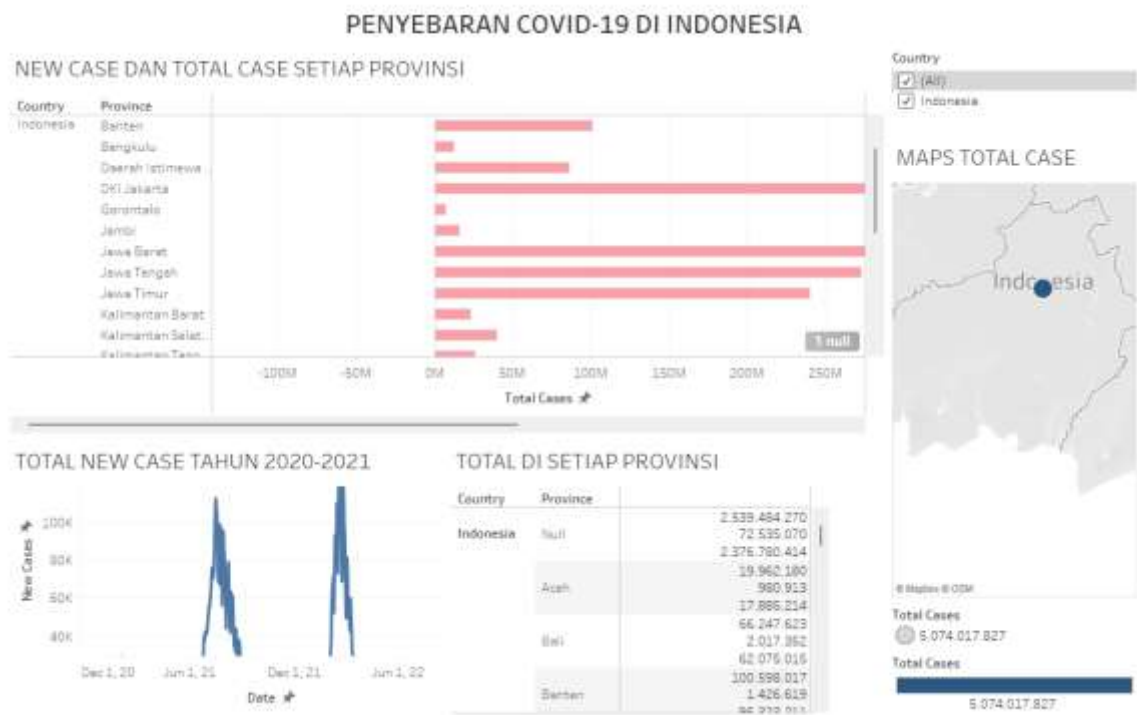 PENYEBARAN COVID-19 DI INDONESIA
NEW CASE DAN TOTAL CASE SETIAP PROVINSI
Country Province
Indonesia Banten
Bengkulu
Daerah Istimewa ..
DKI Jakarta
Gorontalo
Jambi
Jawa Barat
Jawa Tengah
Jawa Timur
Kalimantan Barat
Kalimantan Selat..
Kalimantan Teng..
null
-100M -50M 0M 50M 100M 150M 200M 250M
Total Cases
Country
(All)
Indonesia
MAPS TOTAL CASE
Indonesia
© Mapbox © OSM
Total Cases
5.074.017.827
Total Cases
5.074.017.827
TOTAL NEW CASE TAHUN 2020-2021
New Cases
100K
80K
60K
40K
Dec 1, 20 Jun 1, 21 Dec 1, 21 Jun 1, 22
Date
TOTAL DI SETIAP PROVINSI
Country Province
Indonesia Null
2.539.484.270
72.535.070
2.376.780.414
Aceh
19.962.180
980.913
17.886.214
Bali
66.247.623
2.017.362
62.076.016
Banten
100.598.017
1.426.619